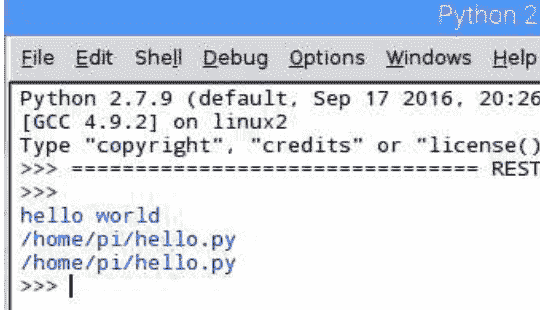 Python 2
File Edit Shell Debug Options Windows Help
Python 2.7.9 (default, Sep 17 2016, 20:26
[GCC 4.9.2] on linux2
Type "copyright", "credits" or "license()
>>> ================================ REST
>>>
hello world
/home/pi/hello.py
/home/pi/hello.py
>>>